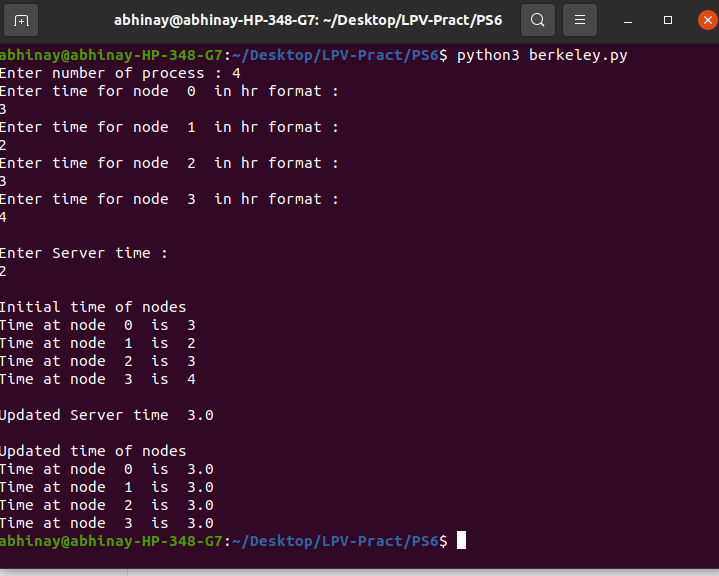 abhinay@abhinay-HP-348-G7: ~/Desktop/LPV-Pract/PS6
abhinay@abhinay-HP-348-G7:~/Desktop/LPV-Pract/PS6$ python3 berkeley.py
Enter number of process : 4
Enter time for node  0  in hr format :
3
Enter time for node  1  in hr format :
2
Enter time for node  2  in hr format :
3
Enter time for node  3  in hr format :
4
Enter Server time :
2
Initial time of nodes
Time at node  0  is  3
Time at node  1  is  2
Time at node  2  is  3
Time at node  3  is  4
Updated Server time  3.0
Updated time of nodes
Time at node  0  is  3.0
Time at node  1  is  3.0
Time at node  2  is  3.0
Time at node  3  is  3.0
abhinay@abhinay-HP-348-G7:~/Desktop/LPV-Pract/PS6$